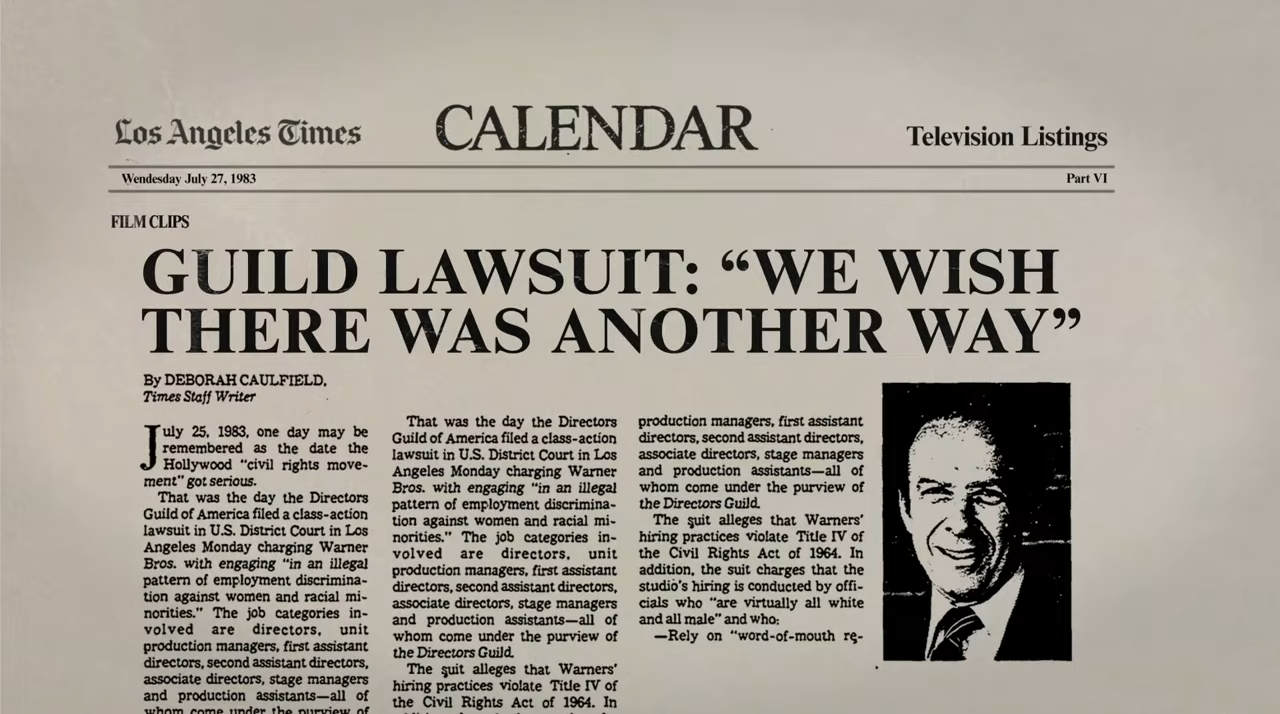 Los Angeles Times
CALENDAR
Television Listings
Wendesday July 27, 1983
Part VI
FILM CLIPS
GUILD LAWSUIT: “WE WISH
THERE WAS ANOTHER WAY”
By DEBORAH CAULFIELD,
Times Staff Writer
July 25, 1983, one day may be
remembered as the date the
Hollywood “civil rights move-
ment” got serious.
That was the day the Directors
Guild of America filed a class-action
lawsuit in U.S. District Court in Los
Angeles Monday charging Warner
Bros. with engaging “in an illegal
pattern of employment discrimina-
tion against women and racial mi-
norities.” The job categories in-
volved are directors, unit
production managers, first assistant
directors, second assistant directors,
associate directors, stage managers
and production assistants—all of
whom come under the purview of
That was the day the Directors
Guild of America filed a class-action
lawsuit in U.S. District Court in Los
Angeles Monday charging Warner
Bros. with engaging “in an illegal
pattern of employment discrimina-
tion against women and racial mi-
norities.” The job categories in-
volved are directors, unit
production managers, first assistant
directors, second assistant directors,
associate directors, stage managers
and production assistants—all of
whom come under the purview of
the Directors Guild.
The suit alleges that Warners’
hiring practices violate Title IV of
the Civil Rights Act of 1964. In
production managers, first assistant
directors, second assistant directors,
associate directors, stage managers
and production assistants—all of
whom come under the purview of
the Directors Guild.
The suit alleges that Warners’
hiring practices violate Title IV of
the Civil Rights Act of 1964. In
addition, the suit charges that the
studio’s hiring is conducted by offi-
cials who “are virtually all white
and all male” and who:
—Rely on “word-of-mouth re-